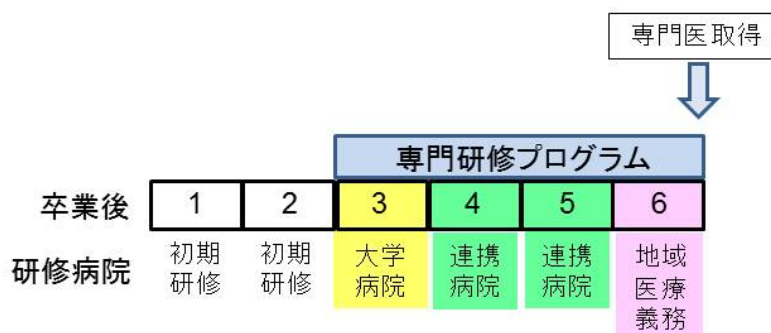 専門医取得
専門研修プログラム
卒業後 1 2 3 4 5 6
研修病院
初期
研修
初期
研修
大学
病院
連携
病院
連携
病院
地域
医療
義務